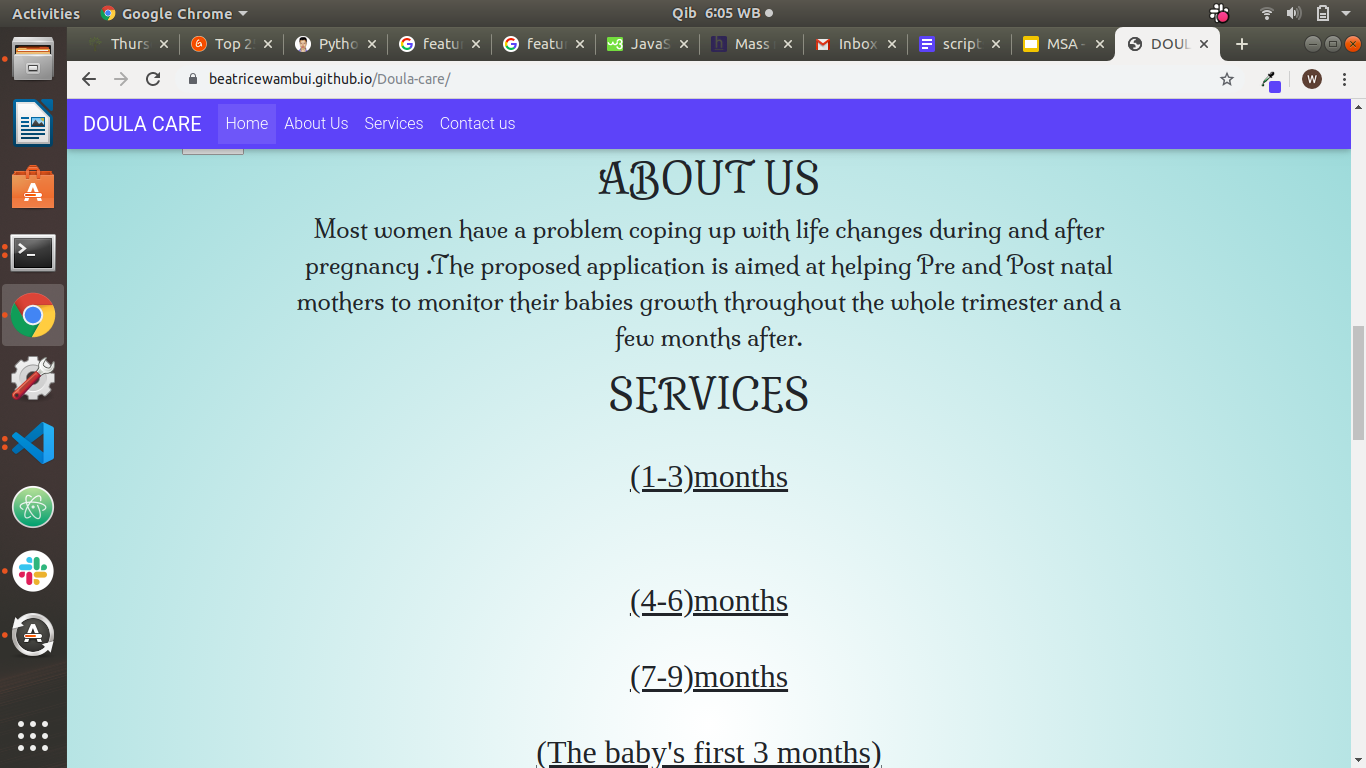 Activities Google Chrome Qib 6:05 WB
Thurs Top 2 Pytho featu featu JavaS Mass Inbox script MSA - DOUL
beatricewambui.github.io/Doula-care/ W
DOULA CARE Home About Us Services Contact us
ABOUT US
Most women have a problem coping up with life changes during and after
pregnancy .The proposed application is aimed at helping Pre and Post natal
mothers to monitor their babies growth throughout the whole trimester and a
few months after.
SERVICES
(1-3)months
(4-6)months
(7-9)months
(The baby's first 3 months)